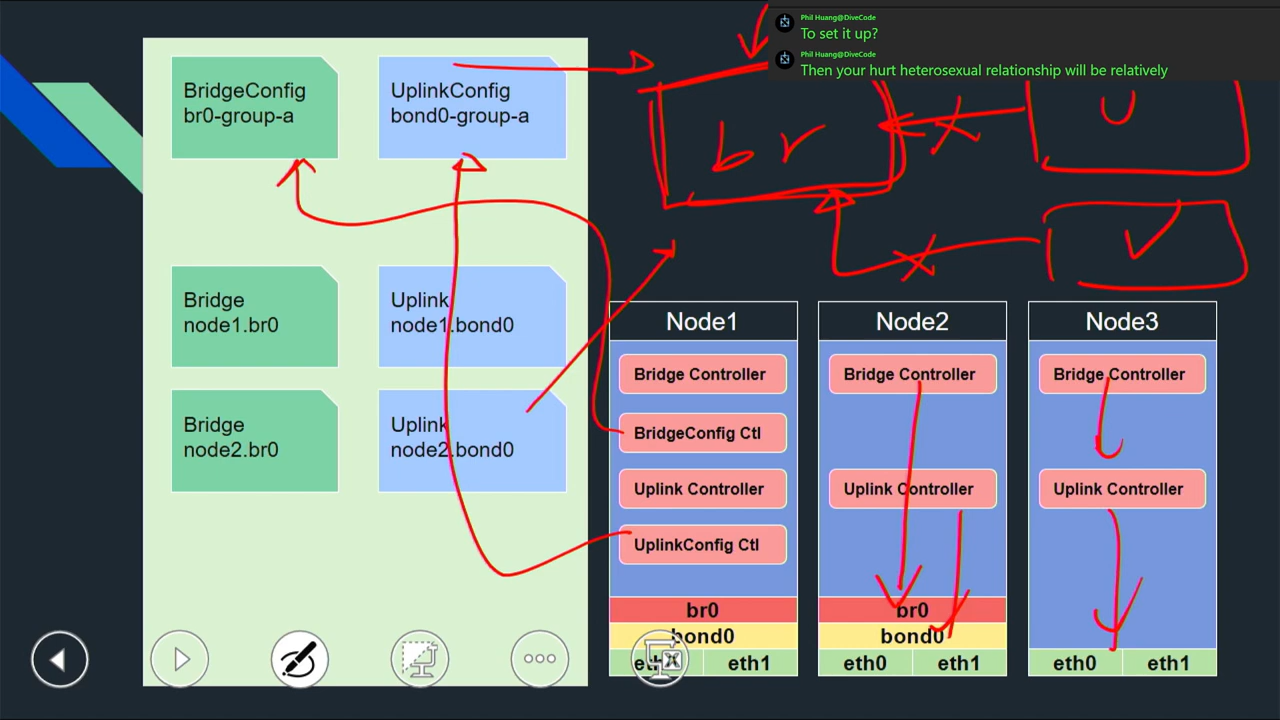 Phil Huang@DiveCode
To set it up?
Phil Huang@DiveCode
Then your hurt heterosexual relationship will be relatively
BridgeConfig
br0-group-a
UplinkConfig
bond0-group-a
br
U
Bridge
node1.br0
Uplink
node1.bond0
Bridge
node2.br0
Uplink
node2.bond0
Node1
Bridge Controller
BridgeConfig Ctl
Uplink Controller
UplinkConfig Ctl
br0
bond0
eth1
Node2
Bridge Controller
Uplink Controller
br0
bond0
eth0
eth1
Node3
Bridge Controller
Uplink Controller
eth0
eth1